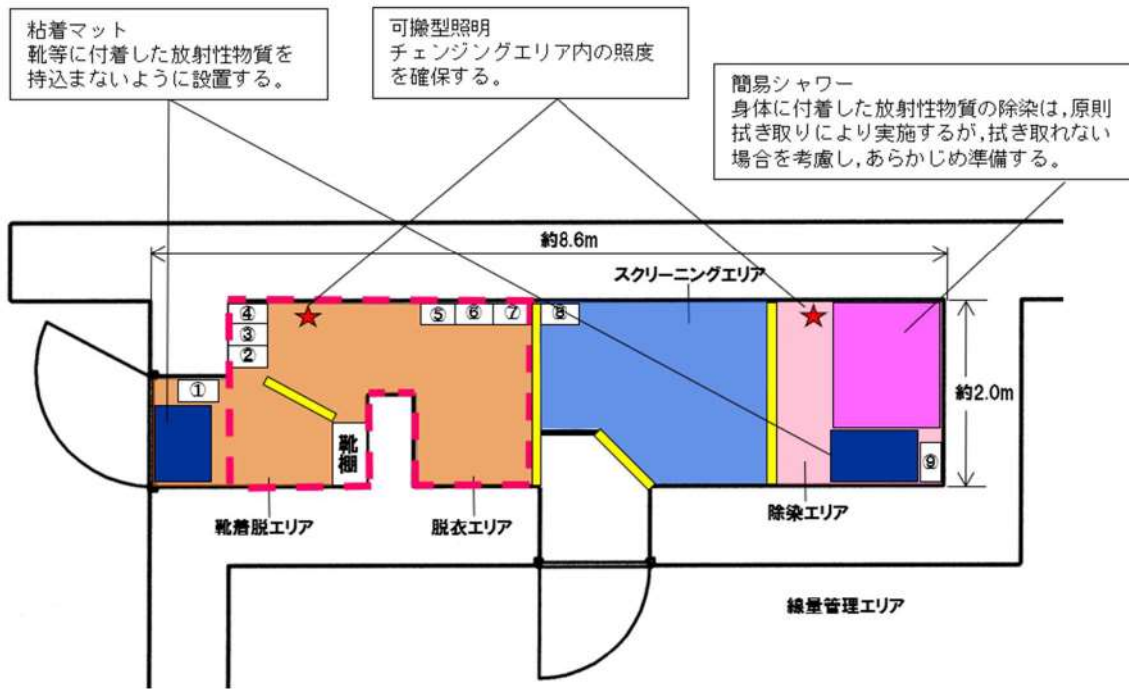 粘着マット
靴等に付着した放射性物質を
持込まないように設置する。
可搬型照明
チェンジングエリア内の照度
を確保する。
簡易シャワー
身体に付着した放射性物質の除染は,原則
拭き取りにより実施するが,拭き取れない
場合を考慮し,あらかじめ準備する。
約8.6m
スクリーニングエリア
④
③
②
①
⑤ ⑥ ⑦ ⑧
約2.0m
靴棚
⑨
靴着脱エリア
脱衣エリア
除染エリア
線量管理エリア